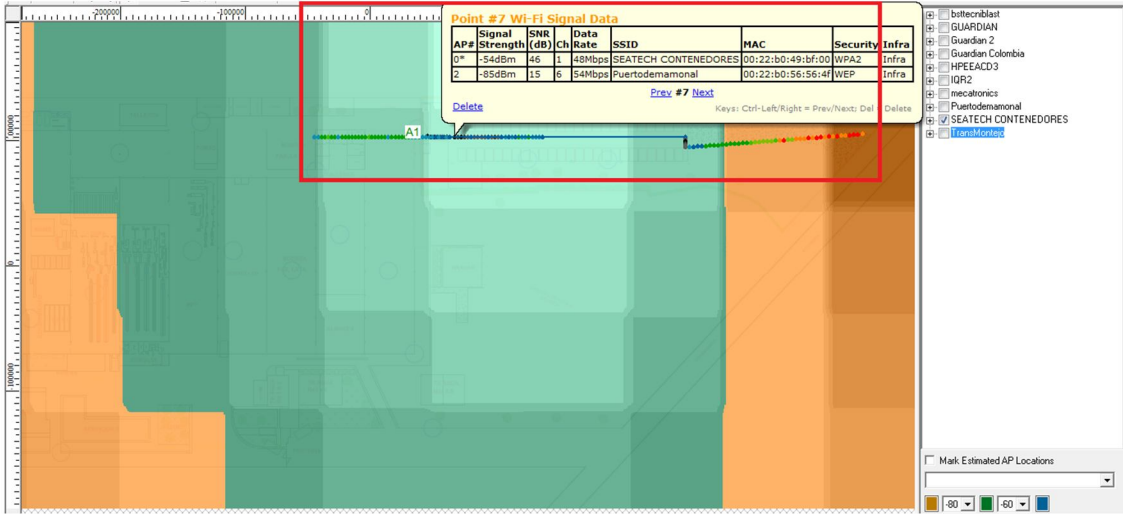 -200000 -100000 0
Point #7 Wi-Fi Signal Data
AP# Signal Strength SNR (dB) Ch Data Rate SSID MAC Security Infra
0* -54dBm 46 1 48Mbps SEATECH CONTENEDORES 00:22:b0:49:bf:00 WPA2 Infra
2 -85dBm 15 6 54Mbps Puertodemamonal 00:22:b0:56:56:4f WEP Infra
Prev #7 Next
Delete
Keys: Ctrl-Left/Right = Prev/Next; Del = Delete
A1
100000
0
-100000
bsttecniblast
GUARDIAN
Guardian 2
Guardian Colombia
HPEEACD3
IQR2
mecatronics
Puertodemamonal
SEATECH CONTENEDORES
TransMontejo
Mark Estimated AP Locations
-80 -60